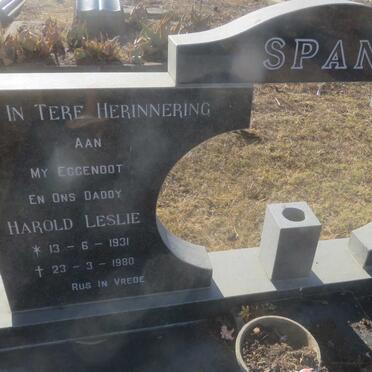 SPAN
In Tere Herinnering
Aan
My Eggenoot
En Ons Daddy
Harold Leslie
* 13 - 6 - 1931
† 23 - 3 - 1980
Rus in Vrede